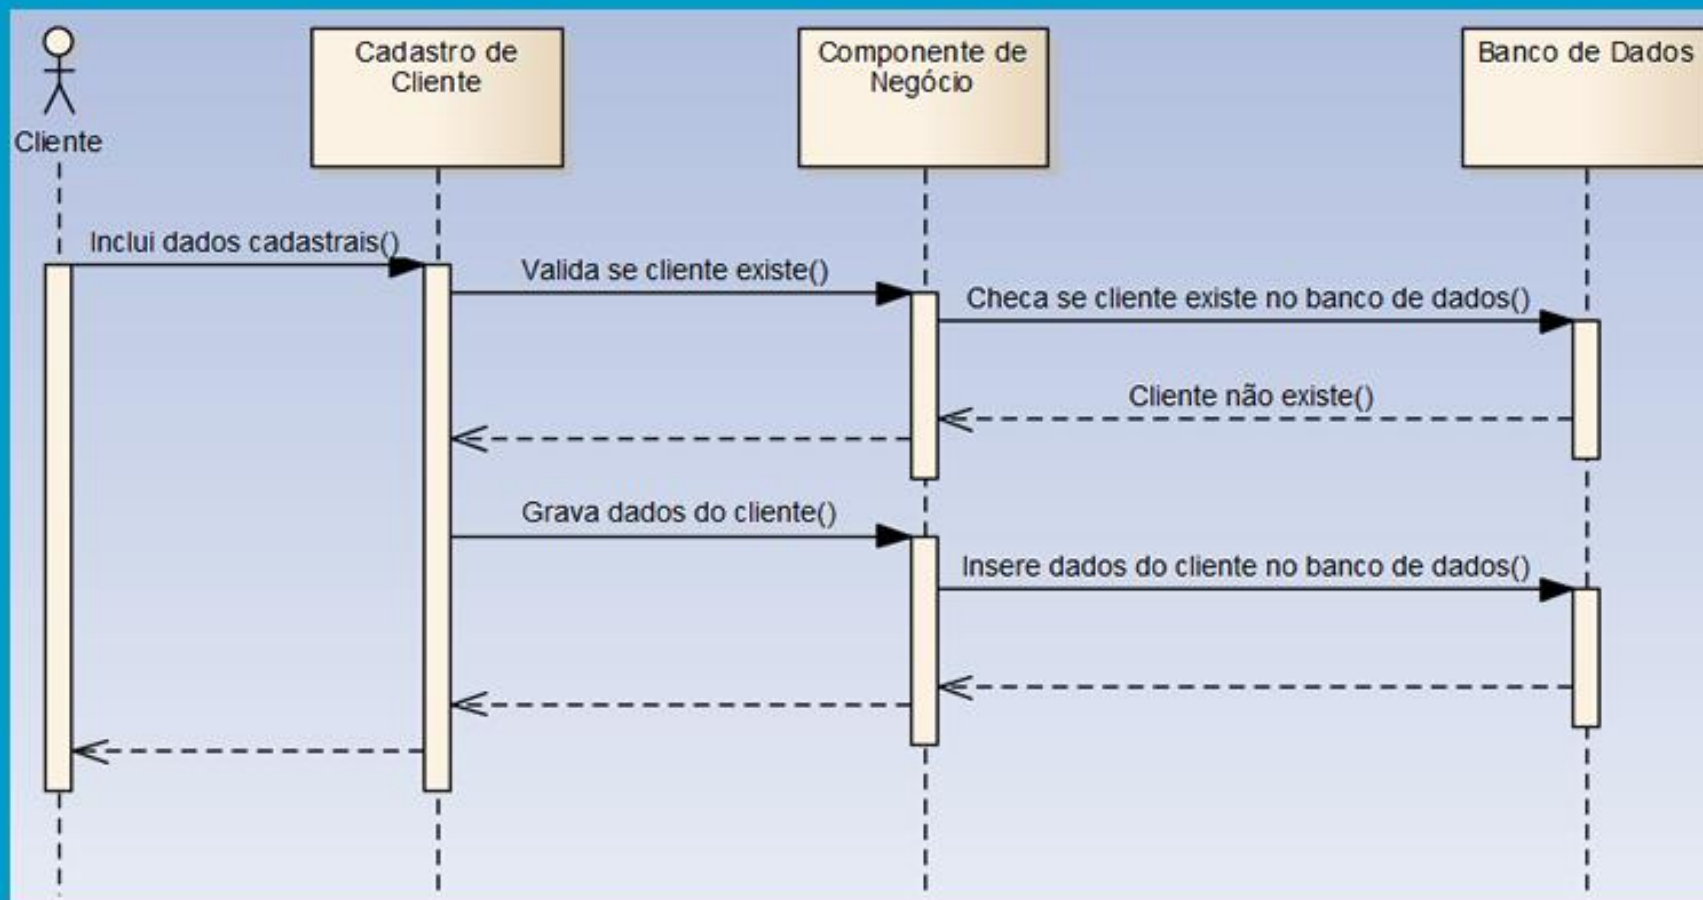 Cliente
Cadastro de
Cliente
Componente de
Negócio
Banco de Dados
Inclui dados cadastrais()
Valida se cliente existe()
Checa se cliente existe no banco de dados()
Cliente não existe()
Grava dados do cliente()
Insere dados do cliente no banco de dados()